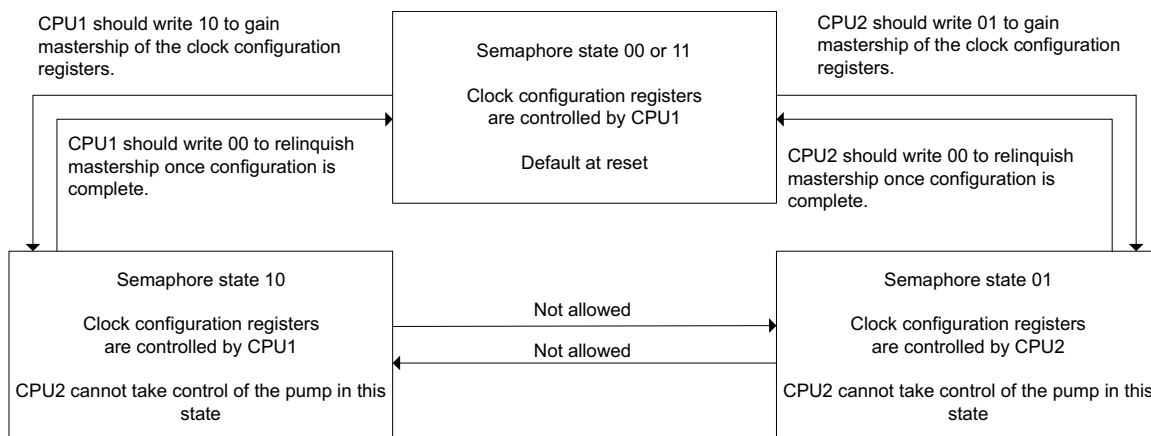 CPU1 should write 10 to gain
mastership of the clock configuration
registers.
Semaphore state 00 or 11
Clock configuration registers
are controlled by CPU1
Default at reset
CPU2 should write 01 to gain
mastership of the clock configuration
registers.
CPU1 should write 00 to relinquish
mastership once configuration is
complete.
CPU2 should write 00 to relinquish
mastership once configuration is
complete.
Semaphore state 10
Clock configuration registers
are controlled by CPU1
CPU2 cannot take control of the pump in this
state
Not allowed
Not allowed
Semaphore state 01
Clock configuration registers
are controlled by CPU2
CPU2 cannot take control of the pump in this
state